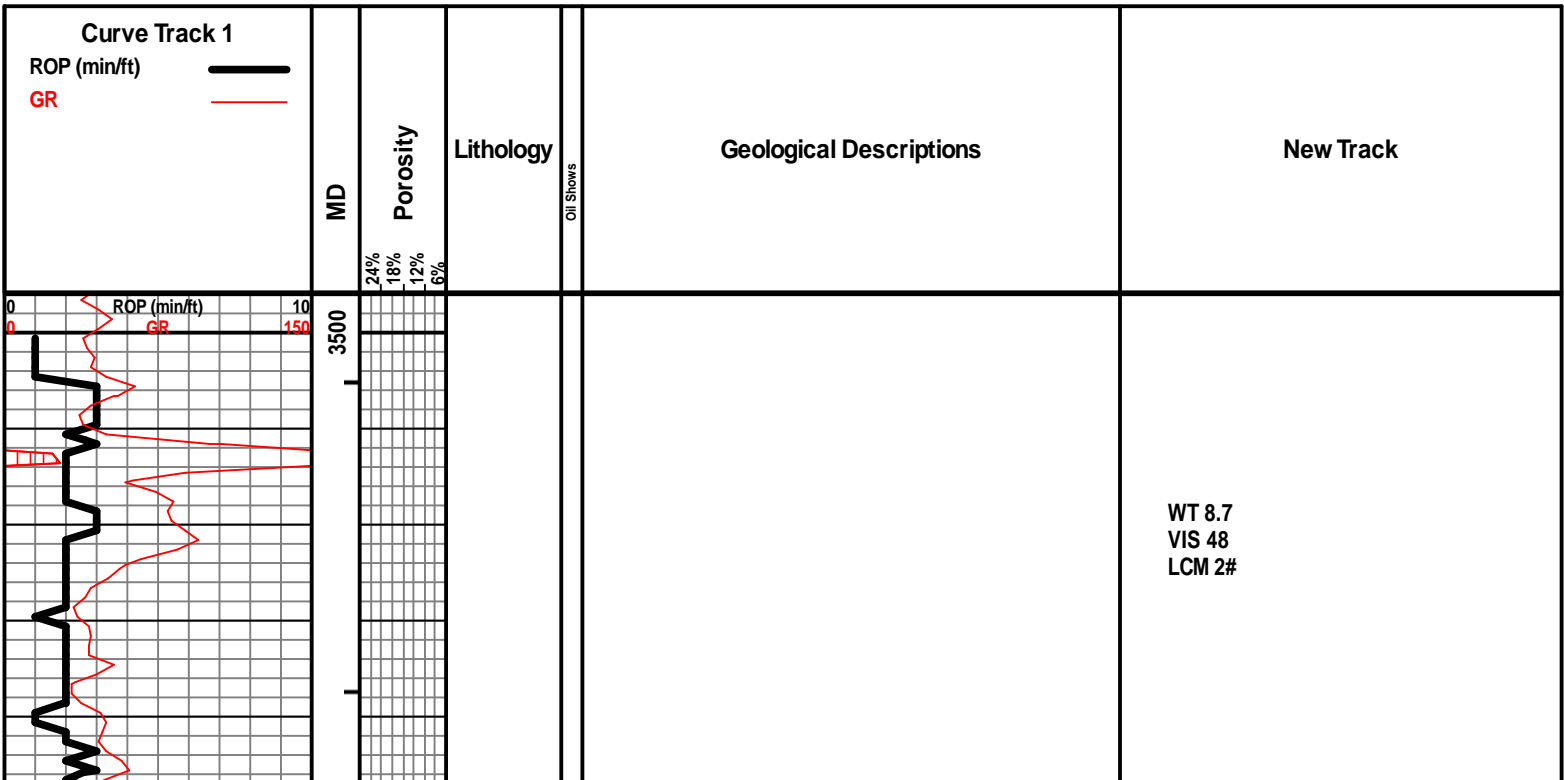 Curve Track 1
ROP (min/ft)
GR
MD
Porosity
24%
18%
12%
6%
Lithology
Oil Shows
Geological Descriptions
New Track
0 ROP (min/ft) 10
0 GR 150
3500
WT 8.7
VIS 48
LCM 2#